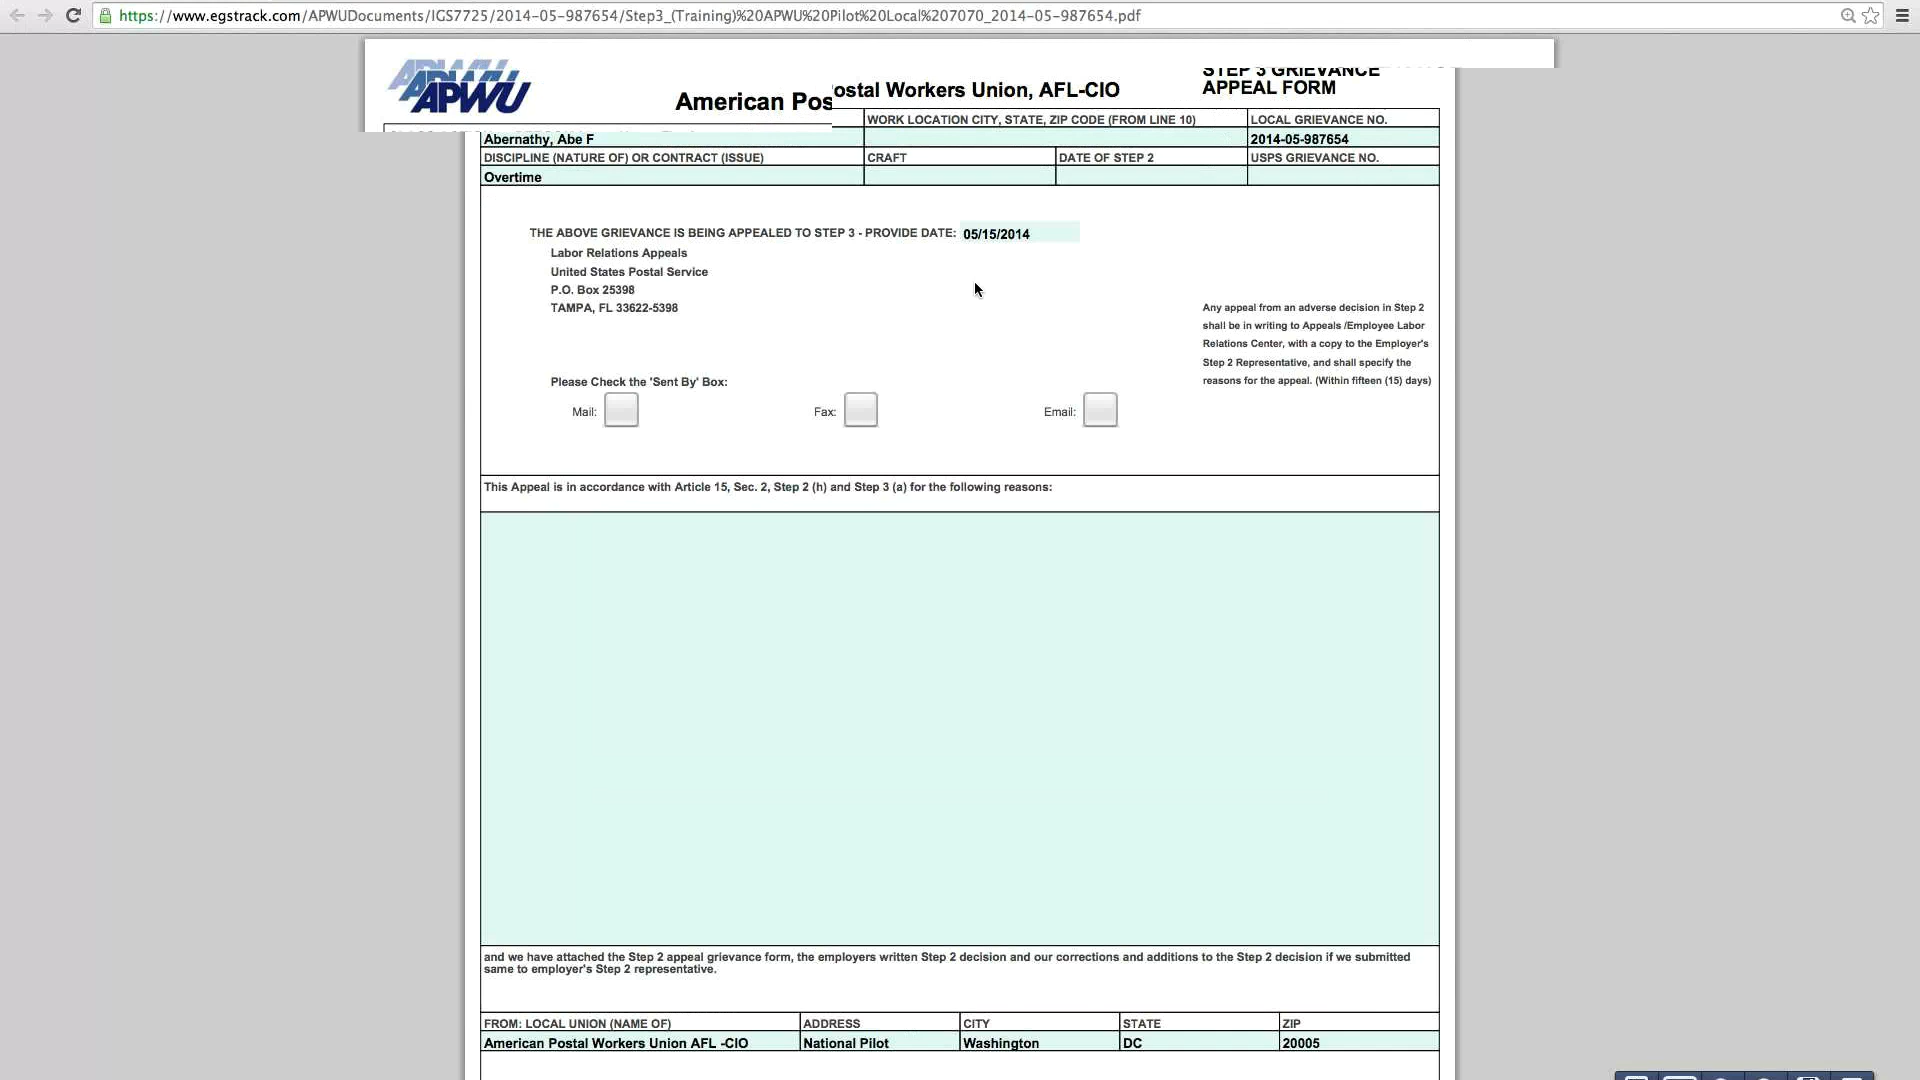 https://www.egstrack.com/APWUDocuments/IGS7725/2014-05-987654/Step3_(Training)%20APWU%20Pilot%20Local%207070_2014-05-987654.pdf
APWU
American Pos
ostal Workers Union, AFL-CIO
STEP 3 GRIEVANCE
APPEAL FORM
WORK LOCATION CITY, STATE, ZIP CODE (FROM LINE 10)
LOCAL GRIEVANCE NO.
Abernathy, Abe F
2014-05-987654
DISCIPLINE (NATURE OF) OR CONTRACT (ISSUE)
CRAFT
DATE OF STEP 2
USPS GRIEVANCE NO.
Overtime
THE ABOVE GRIEVANCE IS BEING APPEALED TO STEP 3 - PROVIDE DATE: 05/15/2014
Labor Relations Appeals
United States Postal Service
P.O. Box 25398
TAMPA, FL 33622-5398
Any appeal from an adverse decision in Step 2
shall be in writing to Appeals /Employee Labor
Relations Center, with a copy to the Employer's
Step 2 Representative, and shall specify the
reasons for the appeal. (Within fifteen (15) days)
Please Check the 'Sent By' Box:
Mail:
Fax:
Email:
This Appeal is in accordance with Article 15, Sec. 2, Step 2 (h) and Step 3 (a) for the following reasons:
and we have attached the Step 2 appeal grievance form, the employers written Step 2 decision and our corrections and additions to the Step 2 decision if we submitted
same to employer's Step 2 representative.
FROM: LOCAL UNION (NAME OF)
ADDRESS
CITY
STATE
ZIP
American Postal Workers Union AFL -CIO
National Pilot
Washington
DC
20005